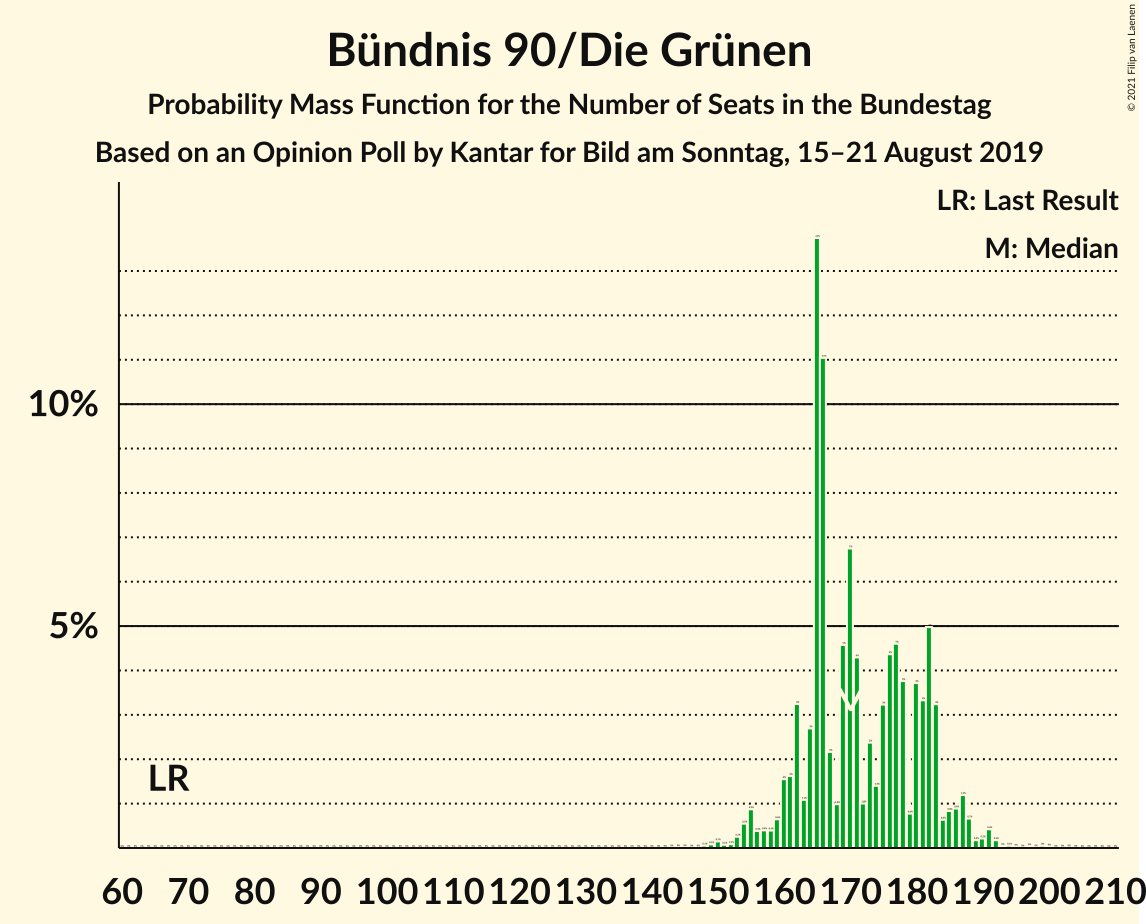 Bündnis 90/Die Grünen
Probability Mass Function for the Number of Seats in the Bundestag
Based on an Opinion Poll by Kantar for Bild am Sonntag, 15–21 August 2019
© 2021 Filip van Laenen
LR: Last Result
M: Median
10%
5%
LR
60 70 80 90 100 110 120 130 140 150 160 170 180 190 200 210